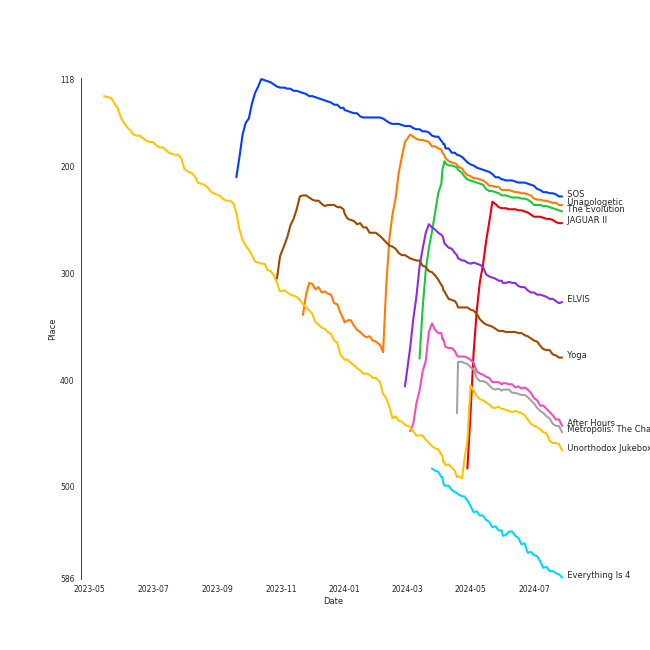 118
200
300
400
500
586
Place
2023-05
2023-07
2023-09
2023-11
2024-01
2024-03
2024-05
2024-07
Date
SOS
Unapologetic
The Evolution
JAGUAR II
ELVIS
Yoga
After Hours
Metropolis: The Cha
Unorthodox Jukebox
Everything Is 4